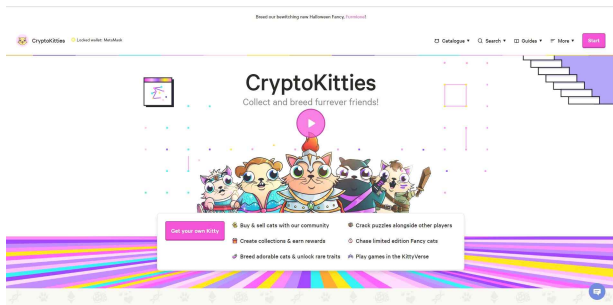 Breed our bewitching new Halloween Fancy,
CryptoKitties
Locked wallet: MetaMask
Catalogue
Search
Guides
More
Start
CryptoKitties
Collect and breed furrever friends!
Get your own Kitty
Buy & sell cats with our community
Crack puzzles alongside other players
Create collections & earn rewards
Chase limited edition Fancy cats
Breed adorable cats & unlock rare traits
Play games in the KittyVerse